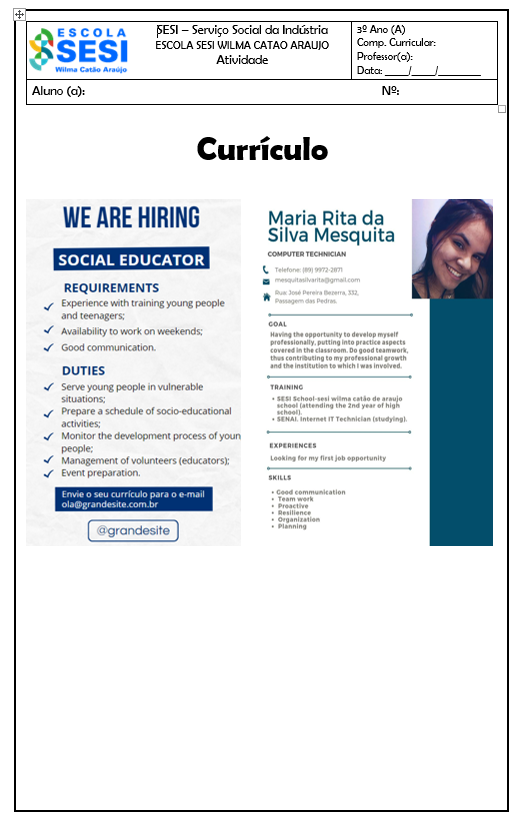 ESCOLA
SESI
Wilma Catão Araújo
SESI – Serviço Social da Indústria
ESCOLA SESI WILMA CATAO ARAUJO
Atividade
3º Ano (A)
Comp. Curricular:
Professor(a):
Data: ____/____/________
Aluno (a):
Nº:
Currículo
WE ARE HIRING
SOCIAL EDUCATOR
REQUIREMENTS
Experience with training young people
and teenagers;
Availability to work on weekends;
Good communication.
DUTIES
Serve young people in vulnerable
situations;
Prepare a schedule of socio-educational
activities;
Monitor the development process of youn
people;
Management of volunteers (educators);
Event preparation.
Envie o seu currículo para o e-mail
ola@grandesite.com.br
@grandesite
Maria Rita da
Silva Mesquita
COMPUTER TECHNICIAN
Telefone: (89) 9972-2871
mesquitasilvarita@gmail.com
Rua: José Pereira Bezerra, 332,
Passagem das Pedras.
GOAL
Having the opportunity to develop myself
professionally, putting into practice aspects
covered in the classroom. Do good teamwork,
thus contributing to my professional growth
and the institution to which I was involved.
TRAINING
• SESI School-sesi wilma catão de araujo
school (attending the 2nd year of high
school).
• SENAI. Internet IT Technician (studying).
EXPERIENCES
Looking for my first job opportunity
SKILLS
• Good communication
• Team work
• Proactive
• Resilience
• Organization
• Planning